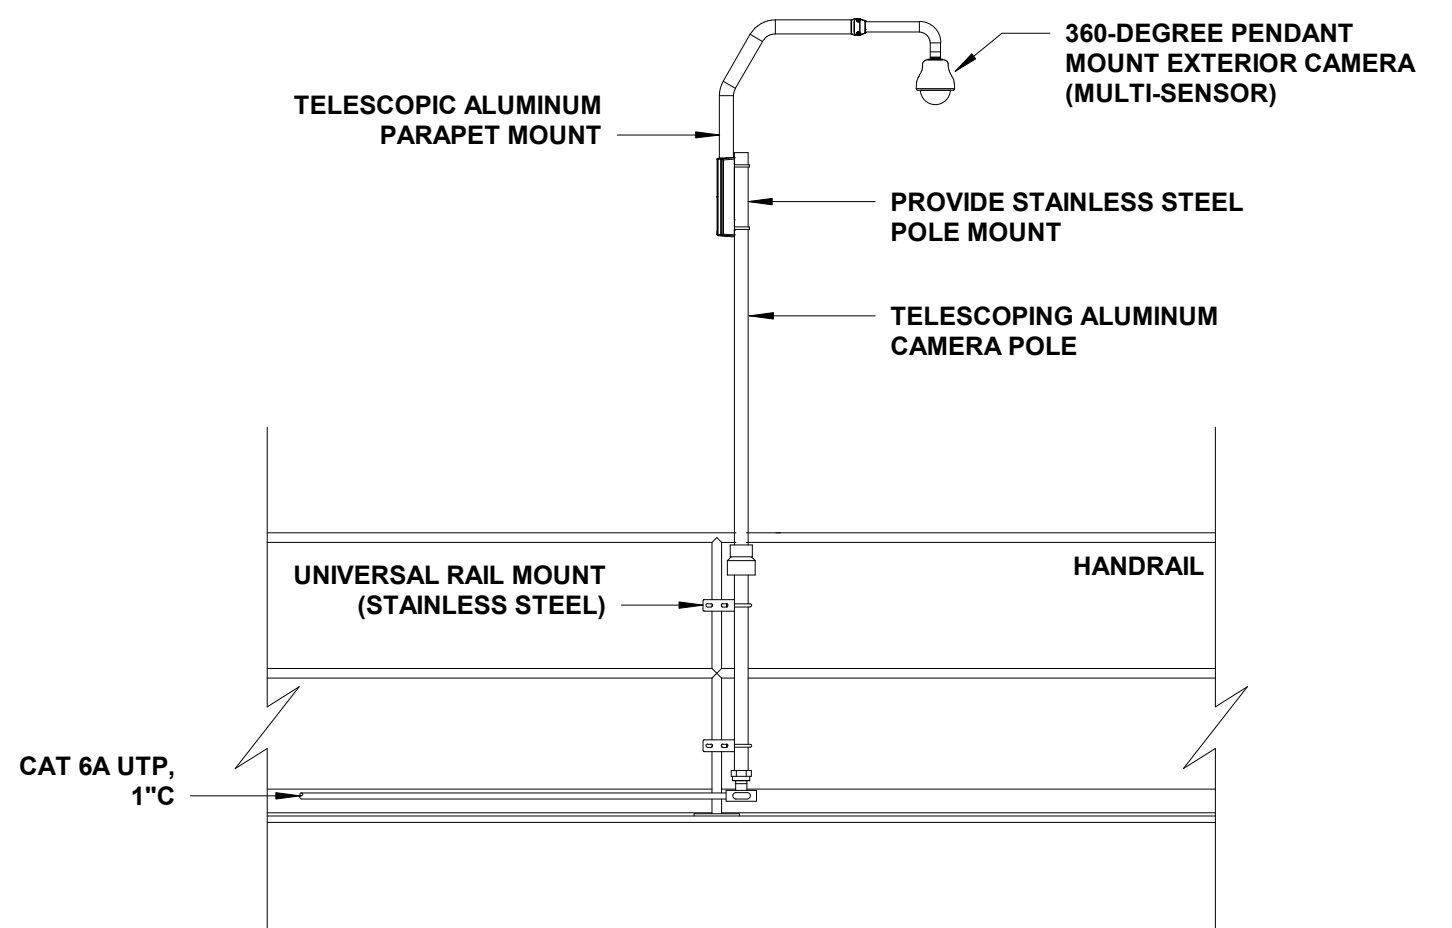 360-DEGREE PENDANT
MOUNT EXTERIOR CAMERA
(MULTI-SENSOR)
TELESCOPIC ALUMINUM
PARAPET MOUNT
PROVIDE STAINLESS STEEL
POLE MOUNT
TELESCOPING ALUMINUM
CAMERA POLE
HANDRAIL
UNIVERSAL RAIL MOUNT
(STAINLESS STEEL)
CAT 6A UTP,
1"C